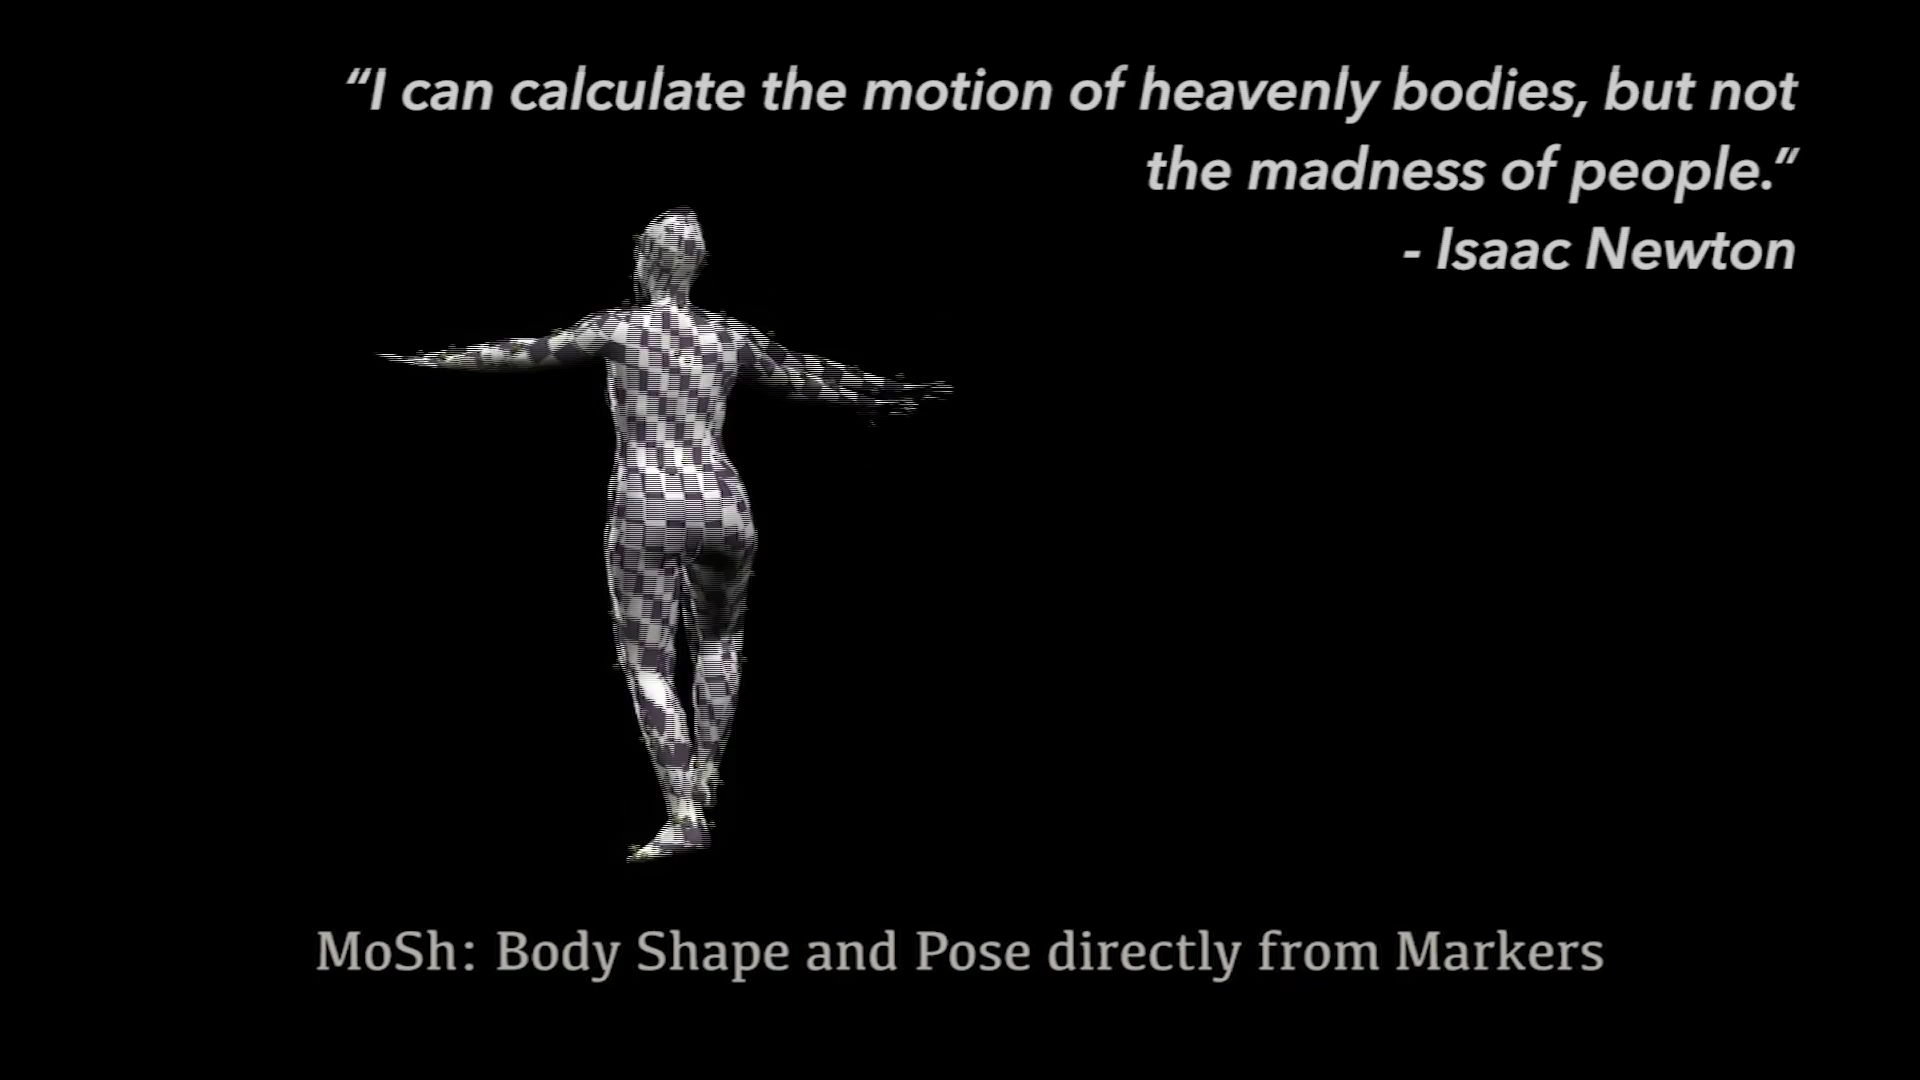 “I can calculate the motion of heavenly bodies, but not
the madness of people.”
- Isaac Newton
MoSh: Body Shape and Pose directly from Markers